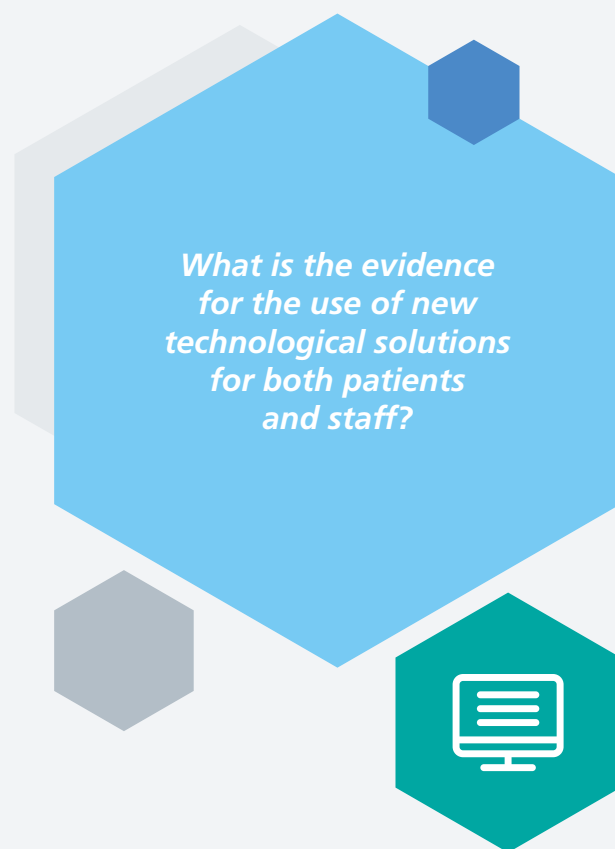 What is the evidence
for the use of new
technological solutions
for both patients
and staff?